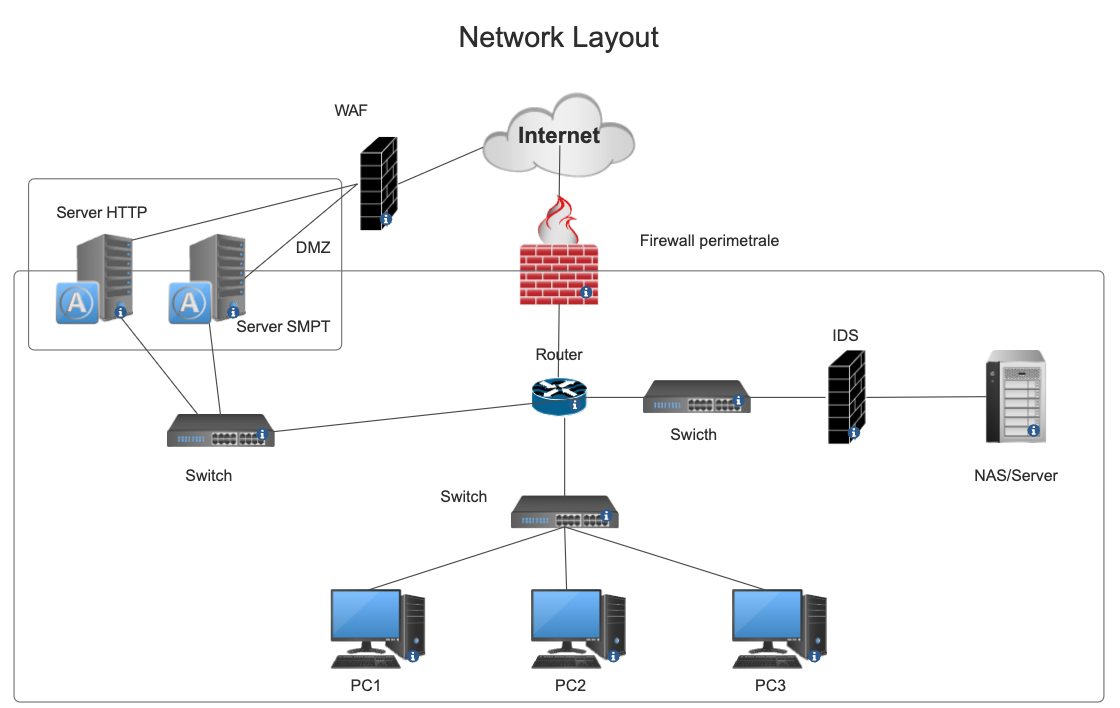 Network Layout
WAF
Internet
Server HTTP
DMZ
Firewall perimetrale
A
A
Server SMPT
Router
IDS
Swicth
Switch
NAS/Server
Switch
PC1
PC2
PC3